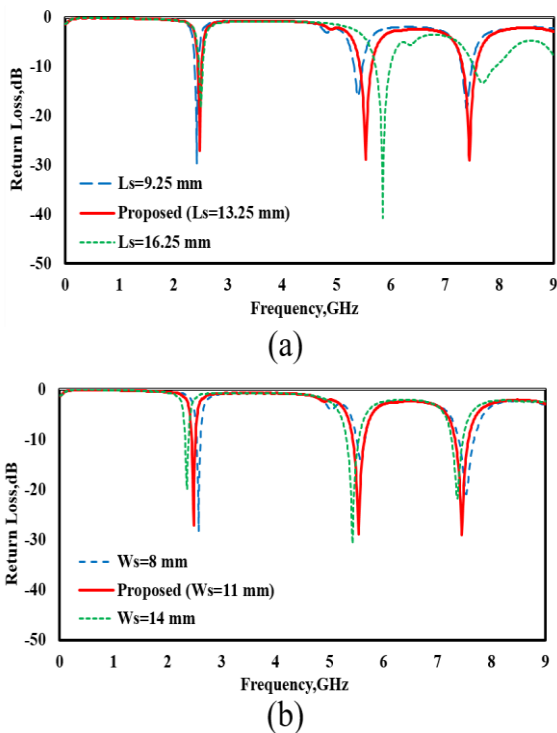 0
-10
-20
-30
-40
-50
Return Loss,dB
Ls=9.25 mm
Proposed (Ls=13.25 mm)
Ls=16.25 mm
0 1 2 3 4 5 6 7 8 9
Frequency,GHz
(a)
0
-10
-20
-30
-40
-50
Return Loss,dB
Ws=8 mm
Proposed (Ws=11 mm)
Ws=14 mm
0 1 2 3 4 5 6 7 8 9
Frequency,GHz
(b)